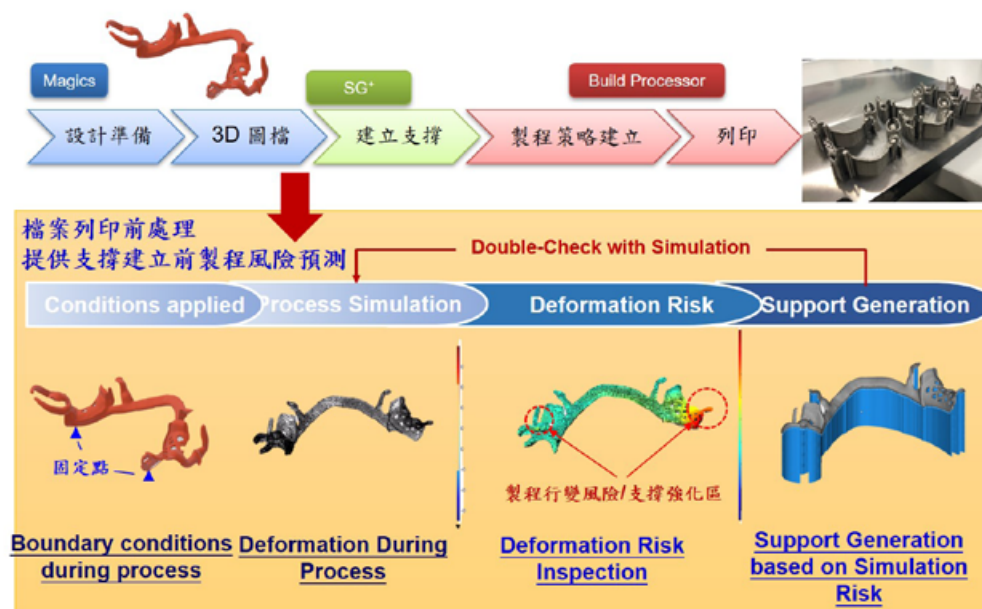 Magics
SG⁺
Build Processor
設計準備
3D 圖檔
建立支撐
製程策略建立
列印
檔案列印前處理
提供支撐建立前製程風險預測
Double-Check with Simulation
Conditions applied
Process Simulation
Deformation Risk
Support Generation
固定點
製程行變風險/支撐強化區
Boundary conditions
during process
Deformation During
Process
Deformation Risk
Inspection
Support Generation
based on Simulation
Risk